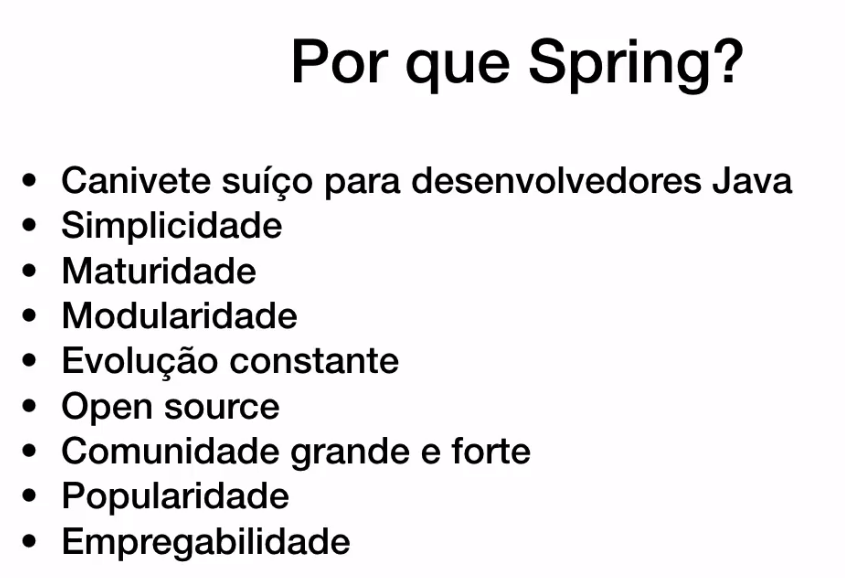 Por que Spring?
• Canivete suíço para desenvolvedores Java
• Simplicidade
• Maturidade
• Modularidade
• Evolução constante
• Open source
• Comunidade grande e forte
• Popularidade
• Empregabilidade